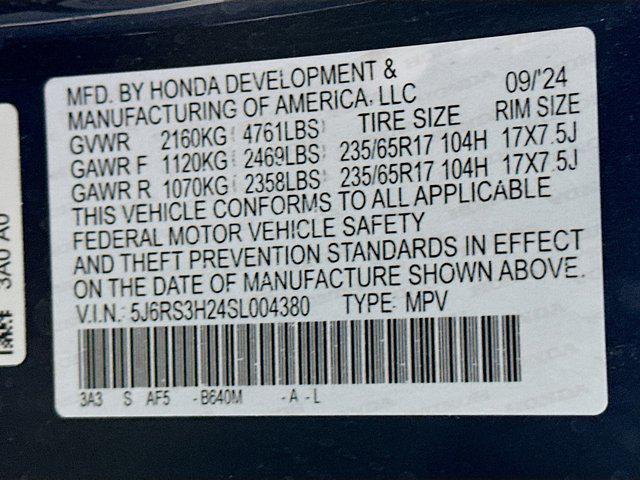 MFD. BY HONDA DEVELOPMENT &
MANUFACTURING OF AMERICA, LLC 09/'24
GVWR 2160KG( 4761LBS) TIRE SIZE RIM SIZE
GAWR F 1120KG( 2469LBS) 235/65R17 104H 17X7.5J
GAWR R 1070KG( 2358LBS) 235/65R17 104H 17X7.5J
THIS VEHICLE CONFORMS TO ALL APPLICABLE
FEDERAL MOTOR VEHICLE SAFETY
AND THEFT PREVENTION STANDARDS IN EFFECT
ON THE DATE OF MANUFACTURE SHOWN ABOVE.
V.I.N.: 5J6RS3H24SL004380 TYPE: MPV
3A3 S AF5 -B640M -A -L
3A0 A0